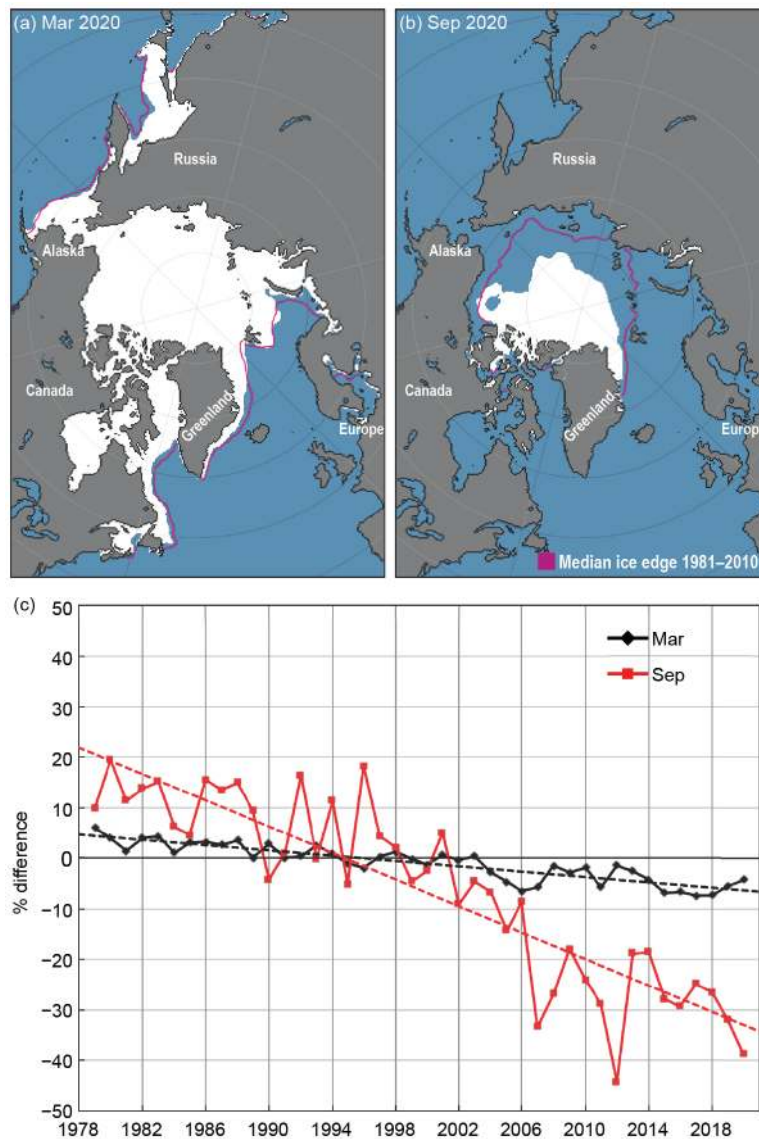 (a) Mar 2020
Russia
Alaska
Canada
Greenland
Europe
(b) Sep 2020
Russia
Alaska
Canada
Greenland
Europ
Median ice edge 1981–2010
(c)
50
40
30
20
10
0
−10
−20
−30
−40
−50
% difference
Mar
Sep
1978 1982 1986 1990 1994 1998 2002 2006 2010 2014 2018